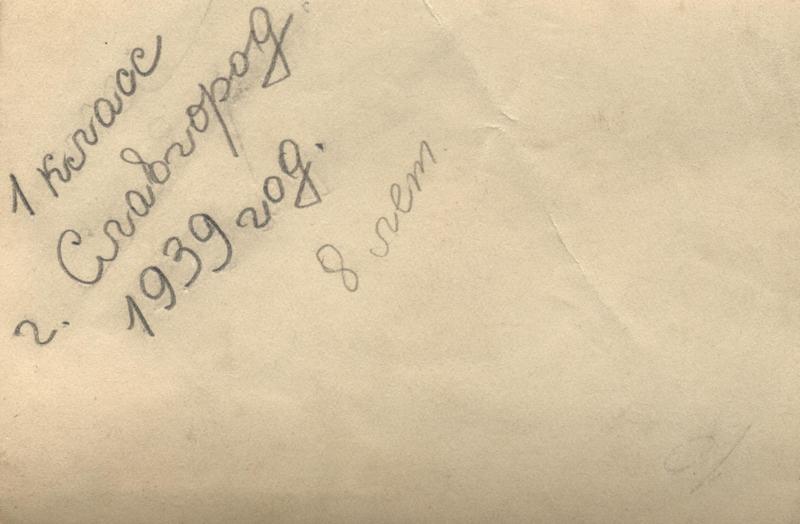 1 класс
г. Славгород.
1939 год.
8 лет.